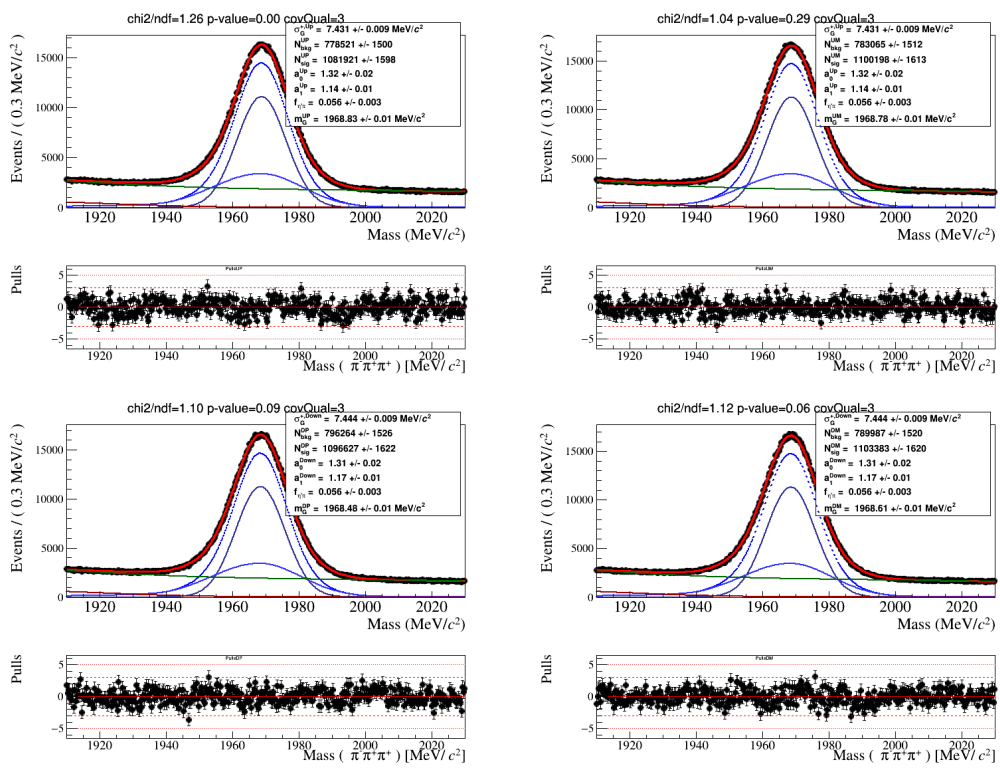 chi2/ndf=1.26 p-value=0.00 covQual=3
σ_G^{+,Up} = 7.431 +/- 0.009 MeV/c²
N_bkg^{UP} = 778521 +/- 1500
N_sig^{UP} = 1081921 +/- 1598
a_0^{Up} = 1.32 +/- 0.02
a_1^{Up} = 1.14 +/- 0.01
f_{η'/π} = 0.056 +/- 0.003
m_G^{UP} = 1968.83 +/- 0.01 MeV/c²
Events / ( 0.3 MeV/c² )
15000
10000
5000
0
1920 1940 1960 1980 2000 2020
Mass (MeV/c²)
chi2/ndf=1.04 p-value=0.29 covQual=3
σ_G^{+,Up} = 7.431 +/- 0.009 MeV/c²
N_bkg^{UM} = 783065 +/- 1512
N_sig^{UM} = 1100198 +/- 1613
a_0^{Up} = 1.32 +/- 0.02
a_1^{Up} = 1.14 +/- 0.01
f_{η'/π} = 0.056 +/- 0.003
m_G^{UM} = 1968.78 +/- 0.01 MeV/c²
Events / ( 0.3 MeV/c² )
15000
10000
5000
0
1920 1940 1960 1980 2000 2020
Mass (MeV/c²)
PullsUP
Pulls
5
0
−5
1920 1940 1960 1980 2000 2020
Mass ( π⁻π⁺π⁺ ) [MeV/c²]
PullsUM
Pulls
5
0
−5
1920 1940 1960 1980 2000 2020
Mass ( π⁻π⁺π⁺ ) [MeV/c²]
chi2/ndf=1.10 p-value=0.09 covQual=3
σ_G^{+,Down} = 7.444 +/- 0.009 MeV/c²
N_bkg^{DP} = 796264 +/- 1526
N_sig^{DP} = 1096627 +/- 1622
a_0^{Down} = 1.31 +/- 0.02
a_1^{Down} = 1.17 +/- 0.01
f_{η'/π} = 0.056 +/- 0.003
m_G^{DP} = 1968.48 +/- 0.01 MeV/c²
Events / ( 0.3 MeV/c² )
15000
10000
5000
0
1920 1940 1960 1980 2000 2020
Mass (MeV/c²)
chi2/ndf=1.12 p-value=0.06 covQual=3
σ_G^{+,Down} = 7.444 +/- 0.009 MeV/c²
N_bkg^{DM} = 789987 +/- 1520
N_sig^{DM} = 1103383 +/- 1620
a_0^{Down} = 1.31 +/- 0.02
a_1^{Down} = 1.17 +/- 0.01
f_{η'/π} = 0.056 +/- 0.003
m_G^{DM} = 1968.61 +/- 0.01 MeV/c²
Events / ( 0.3 MeV/c² )
15000
10000
5000
0
1920 1940 1960 1980 2000 2020
Mass (MeV/c²)
PullsDP
Pulls
5
0
−5
1920 1940 1960 1980 2000 2020
Mass ( π⁻π⁺π⁺ ) [MeV/c²]
PullsDM
Pulls
5
0
−5
1920 1940 1960 1980 2000 2020
Mass ( π⁻π⁺π⁺ ) [MeV/c²]